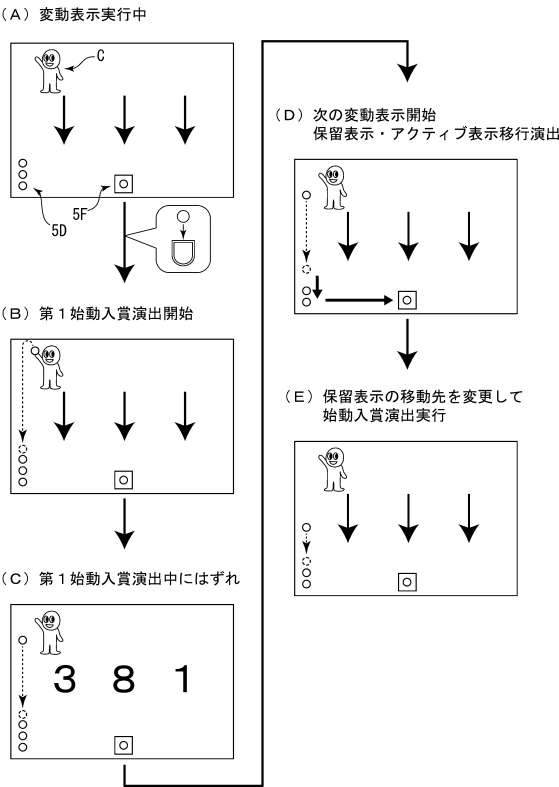 (A) 変動表示実行中
C
5D
5F
(B) 第１始動入賞演出開始
(C) 第１始動入賞演出中にはずれ
3 8 1
(D) 次の変動表示開始
保留表示・アクティブ表示移行演出
(E) 保留表示の移動先を変更して
始動入賞演出実行